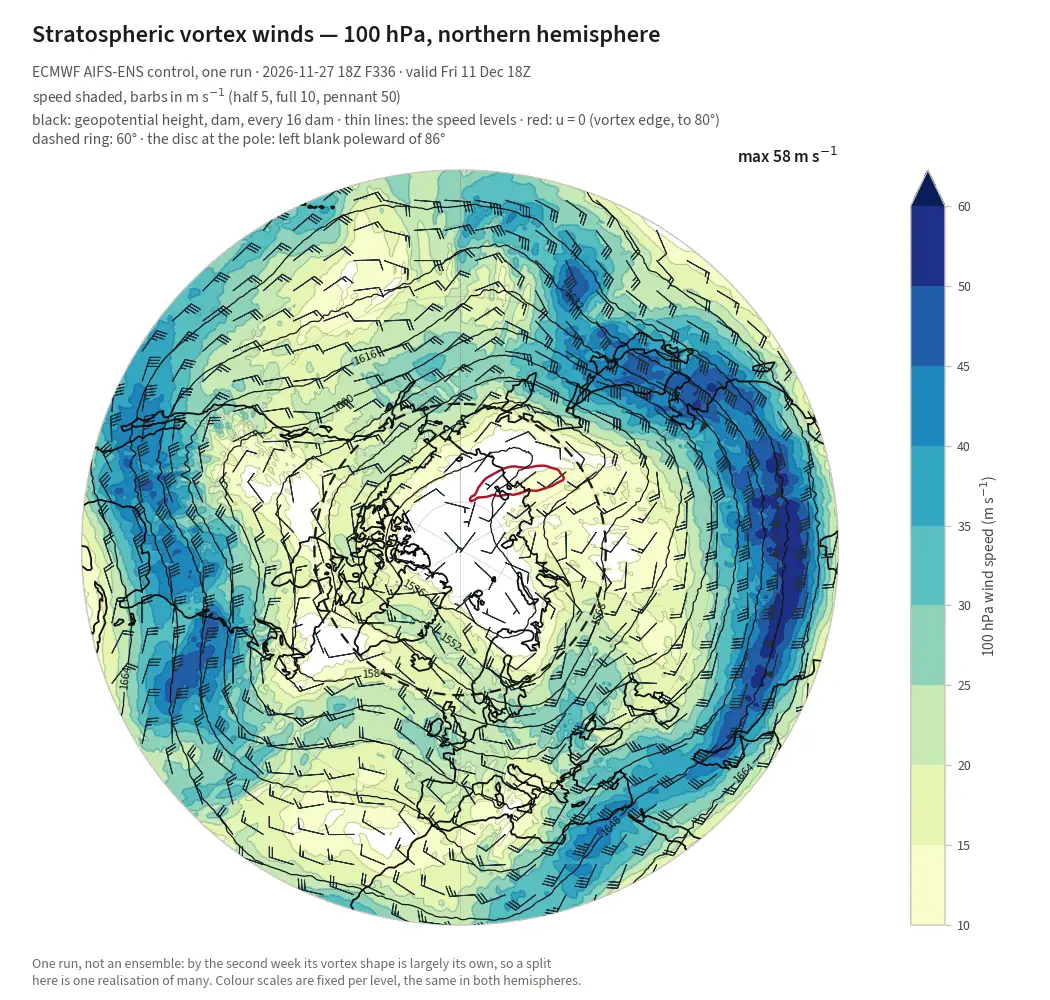 Stratospheric vortex winds — 100 hPa, northern hemisphere
ECMWF AIFS-ENS control, one run · 2026-11-27 18Z F336 · valid Fri 11 Dec 18Z
speed shaded, barbs in m s⁻¹ (half 5, full 10, pennant 50)
black: geopotential height, dam, every 16 dam · thin lines: the speed levels · red: u = 0 (vortex edge, to 80°)
dashed ring: 60° · the disc at the pole: left blank poleward of 86°
max 58 m s⁻¹
60
50
45
40
35
30
25
20
15
10
100 hPa wind speed (m s⁻¹)
1616
1552
1584
1664
1664
1648
One run, not an ensemble: by the second week its vortex shape is largely its own, so a split
here is one realisation of many. Colour scales are fixed per level, the same in both hemispheres.